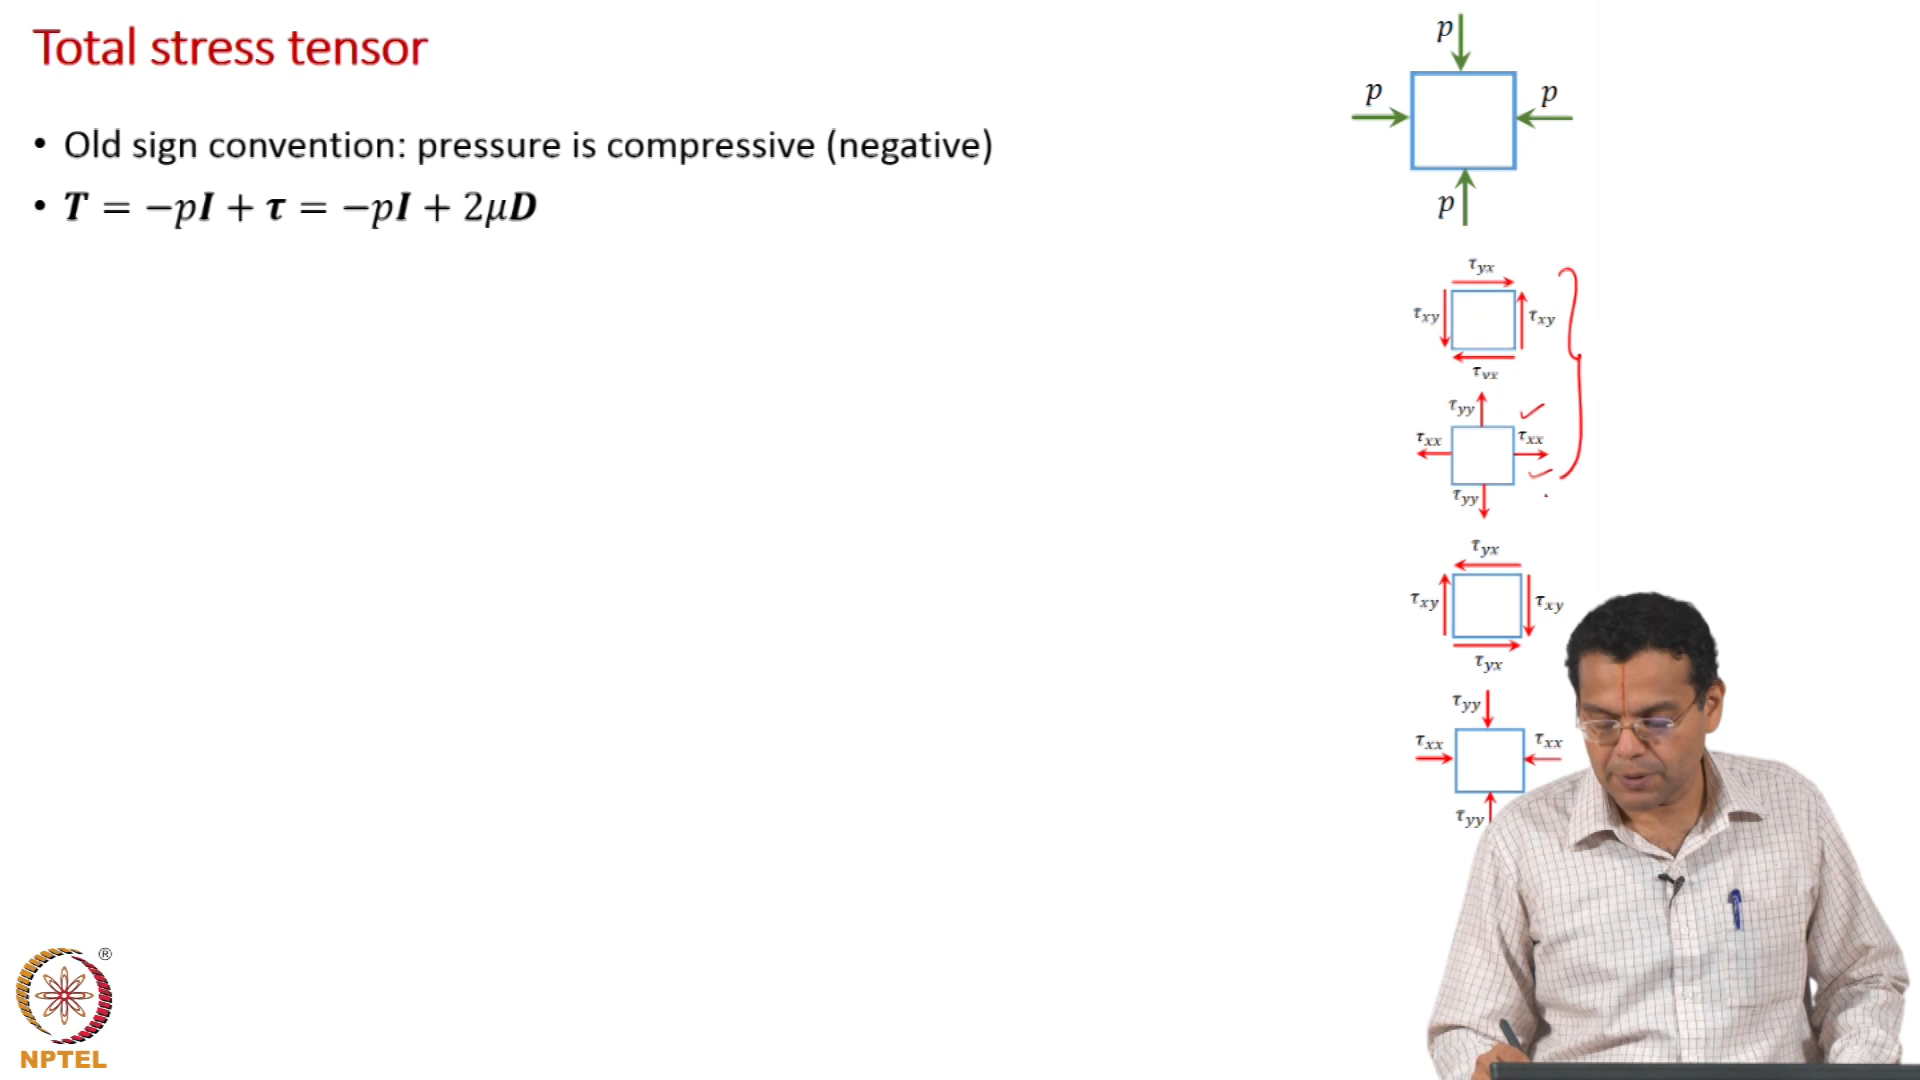 Total stress tensor
• Old sign convention: pressure is compressive (negative)
• T = −pI + τ = −pI + 2μD
p
p p
p
τyx
τxy τxy
τyx
τyy
τxx τxx
τyy
τyx
τxy τxy
τyx
τyy
τxx τxx
τyy
®
NPTEL